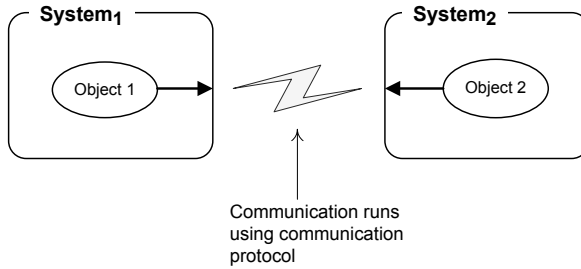 System1
System2
Object 1
Object 2
Communication runs
using communication
protocol